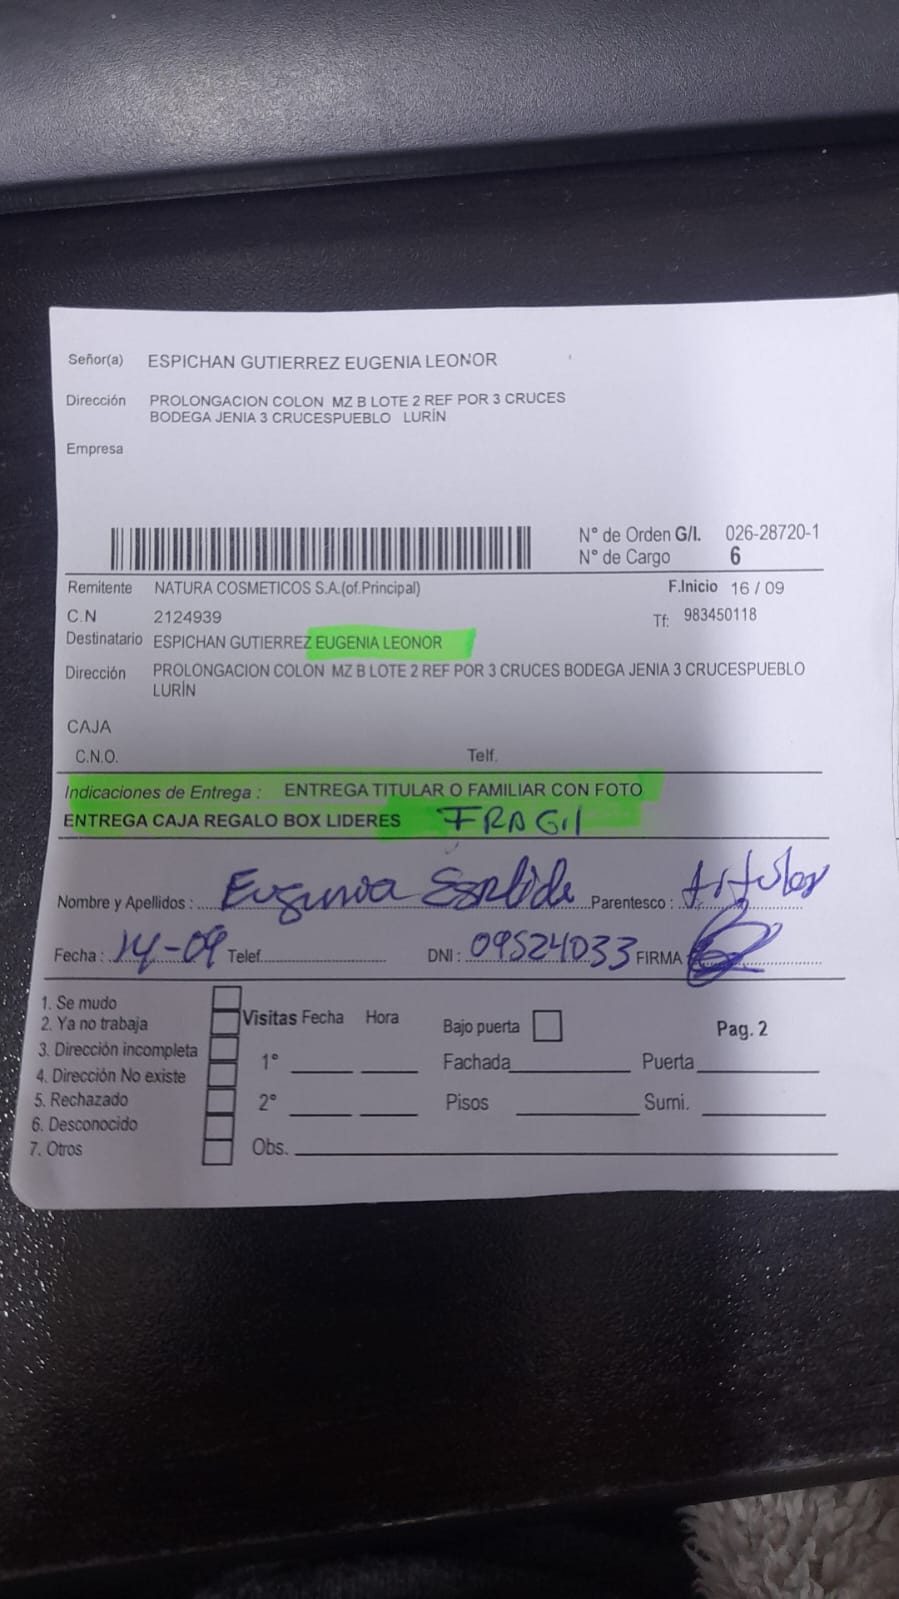 Señor(a) ESPICHAN GUTIERREZ EUGENIA LEONOR
Dirección PROLONGACION COLON MZ B LOTE 2 REF POR 3 CRUCES
BODEGA JENIA 3 CRUCESPUEBLO LURÍN
Empresa
N° de Orden G/I. 026-28720-1
N° de Cargo 6
Remitente NATURA COSMETICOS S.A.(of.Principal) F.Inicio 16 / 09
C.N 2124939 Tf: 983450118
Destinatario ESPICHAN GUTIERREZ EUGENIA LEONOR
Dirección PROLONGACION COLON MZ B LOTE 2 REF POR 3 CRUCES BODEGA JENIA 3 CRUCESPUEBLO
LURÍN
CAJA
C.N.O. Telf.
Indicaciones de Entrega : ENTREGA TITULAR O FAMILIAR CON FOTO
ENTREGA CAJA REGALO BOX LIDERES FRAGIl
Nombre y Apellidos : Eugenia Parentesco : titular
Fecha : 14-09 Telef. DNI : 09524033 FIRMA
1. Se mudo
2. Ya no trabaja Visitas Fecha Hora Bajo puerta Pag. 2
3. Dirección incompleta 1° Fachada Puerta
4. Dirección No existe
5. Rechazado 2° Pisos Sumi.
6. Desconocido
7. Otros Obs.